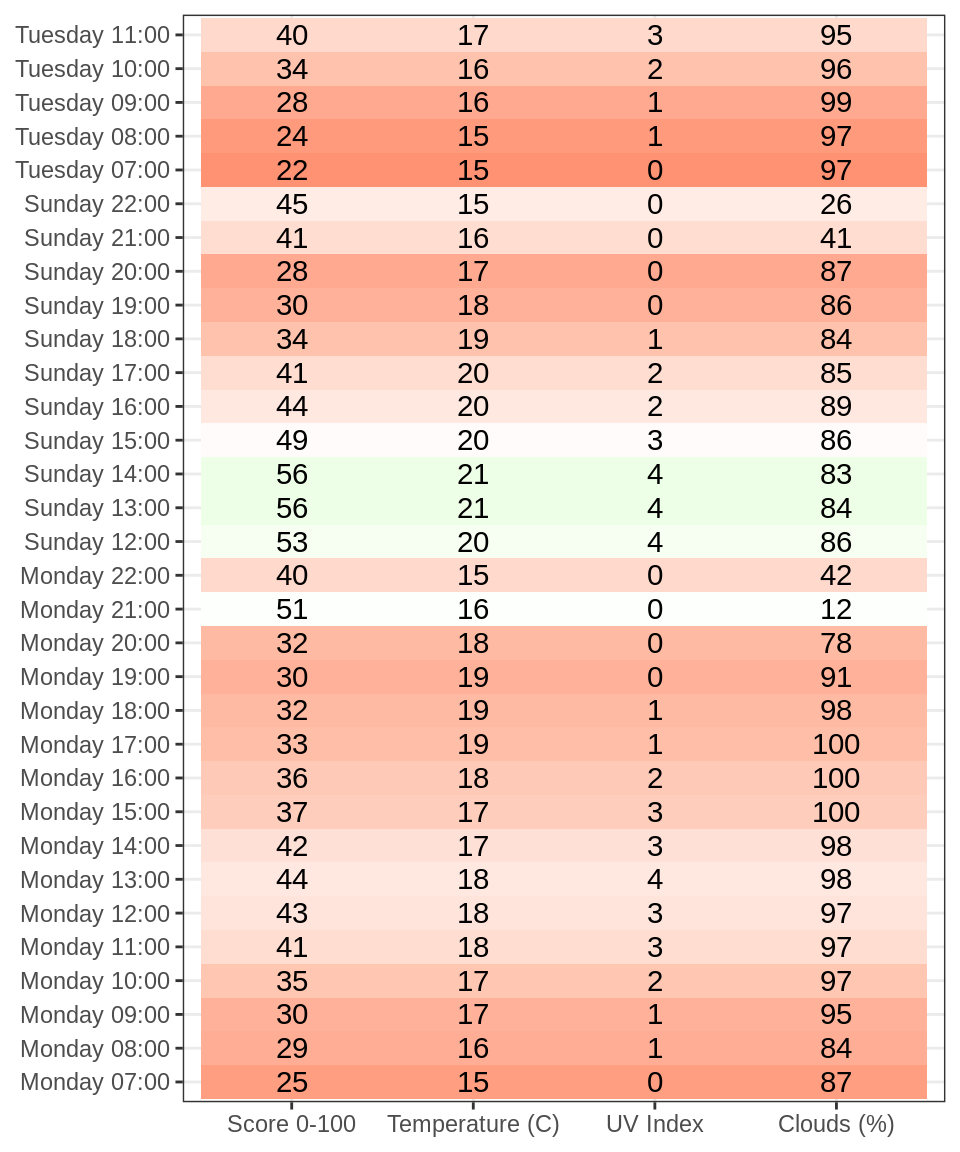 Tuesday 11:00 40 17 3 95
Tuesday 10:00 34 16 2 96
Tuesday 09:00 28 16 1 99
Tuesday 08:00 24 15 1 97
Tuesday 07:00 22 15 0 97
Sunday 22:00 45 15 0 26
Sunday 21:00 41 16 0 41
Sunday 20:00 28 17 0 87
Sunday 19:00 30 18 0 86
Sunday 18:00 34 19 1 84
Sunday 17:00 41 20 2 85
Sunday 16:00 44 20 2 89
Sunday 15:00 49 20 3 86
Sunday 14:00 56 21 4 83
Sunday 13:00 56 21 4 84
Sunday 12:00 53 20 4 86
Monday 22:00 40 15 0 42
Monday 21:00 51 16 0 12
Monday 20:00 32 18 0 78
Monday 19:00 30 19 0 91
Monday 18:00 32 19 1 98
Monday 17:00 33 19 1 100
Monday 16:00 36 18 2 100
Monday 15:00 37 17 3 100
Monday 14:00 42 17 3 98
Monday 13:00 44 18 4 98
Monday 12:00 43 18 3 97
Monday 11:00 41 18 3 97
Monday 10:00 35 17 2 97
Monday 09:00 30 17 1 95
Monday 08:00 29 16 1 84
Monday 07:00 25 15 0 87
Score 0-100 Temperature (C) UV Index Clouds (%)